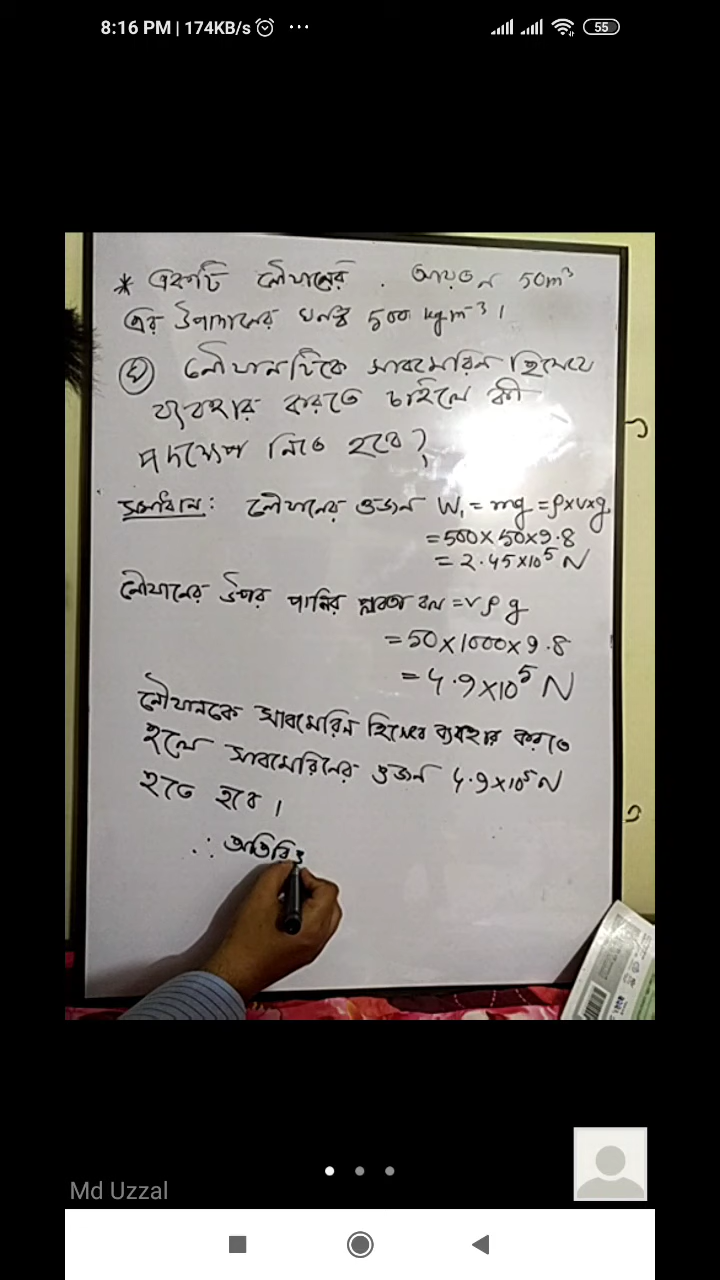 8:16 PM | 174KB/s ...
55
* একটি নৌযানের . আয়তন 50m³
এর উপাদানের ঘনত্ব 500 kgm⁻³ ।
ঘ নৌযানটিকে সাবমেরিন হিসেবে
ব্যবহার করতে চাইলে কী
পদক্ষেপ নিতে হবে?
সমাধান: নৌযানের ওজন W₁ = mg = ρ×v×g
= 500×50×9.8
= 2.45×10⁵ N
নৌযানের উপর পানির প্লবতা বল = vρg
= 50×1000×9.8
= 4.9×10⁵ N
নৌযানকে সাবমেরিন হিসেবে ব্যবহার করতে
হলে সাবমেরিনের ওজন 4.9×10⁵N
হতে হবে ।
∴ অতিরিক্ত
Md Uzzal